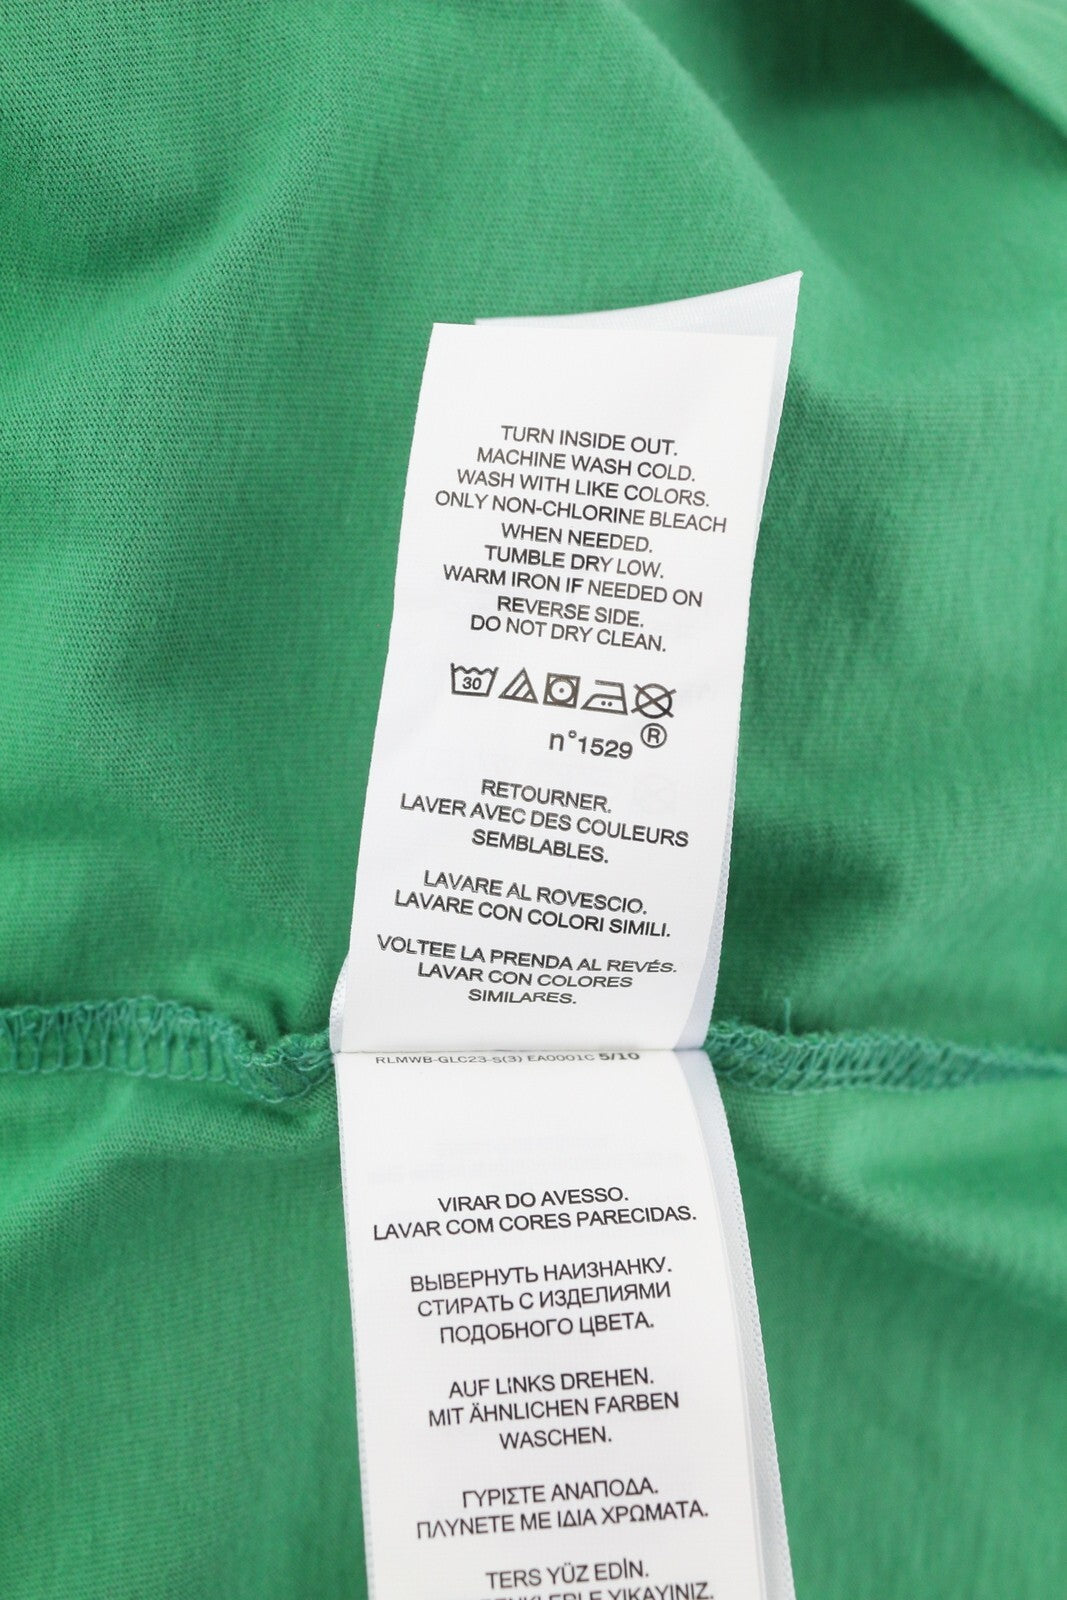 TURN INSIDE OUT.
MACHINE WASH COLD.
WASH WITH LIKE COLORS.
ONLY NON-CHLORINE BLEACH
WHEN NEEDED.
TUMBLE DRY LOW.
WARM IRON IF NEEDED ON
REVERSE SIDE.
DO NOT DRY CLEAN.
30
n°1529 ®
RETOURNER.
LAVER AVEC DES COULEURS
SEMBLABLES.
LAVARE AL ROVESCIO.
LAVARE CON COLORI SIMILI.
VOLTEE LA PRENDA AL REVÉS.
LAVAR CON COLORES
SIMILARES.
RLMWB-GLC23-S(3) EA0001C 5/10
VIRAR DO AVESSO.
LAVAR COM CORES PARECIDAS.
ВЫВЕРНУТЬ НАИЗНАНКУ.
СТИРАТЬ С ИЗДЕЛИЯМИ
ПОДОБНОГО ЦВЕТА.
AUF LINKS DREHEN.
MIT ÄHNLICHEN FARBEN
WASCHEN.
ΓΥΡΙΣΤΕ ΑΝΑΠΟΔΑ.
ΠΛΥΝΕΤΕ ΜΕ ΙΔΙΑ ΧΡΩΜΑΤΑ.
TERS YÜZ EDİN.
YIKAYINIZ.